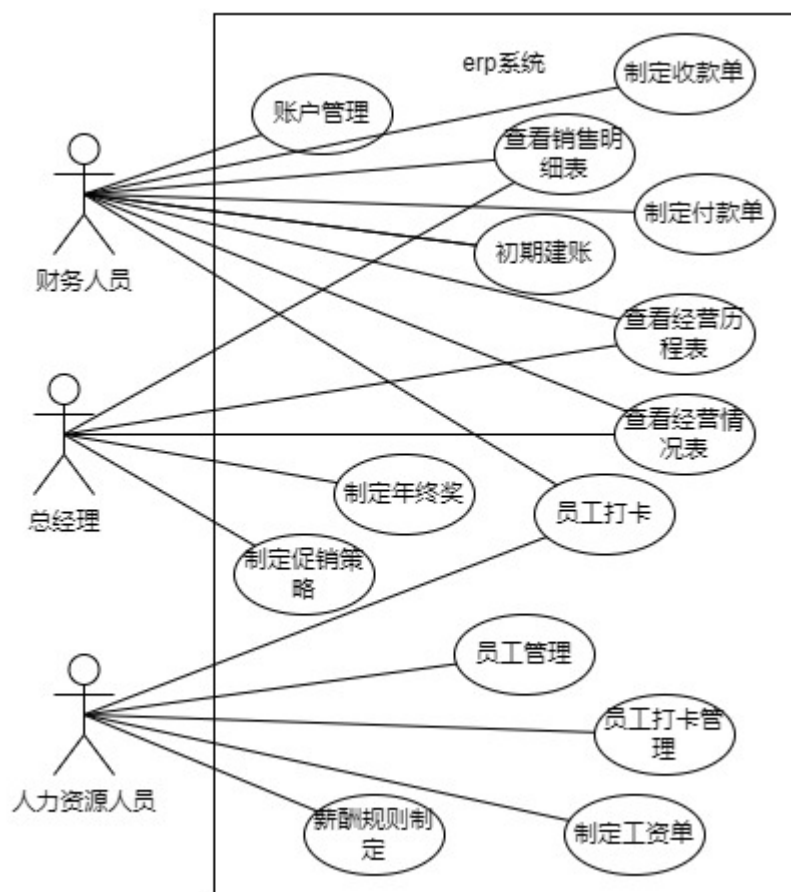 erp系统
制定收款单
账户管理
查看销售明
细表
制定付款单
初期建账
财务人员
查看经营历
程表
查看经营情
况表
制定年终奖
员工打卡
总经理
制定促销策
略
员工管理
员工打卡管
理
人力资源人员
薪酬规则制
定
制定工资单